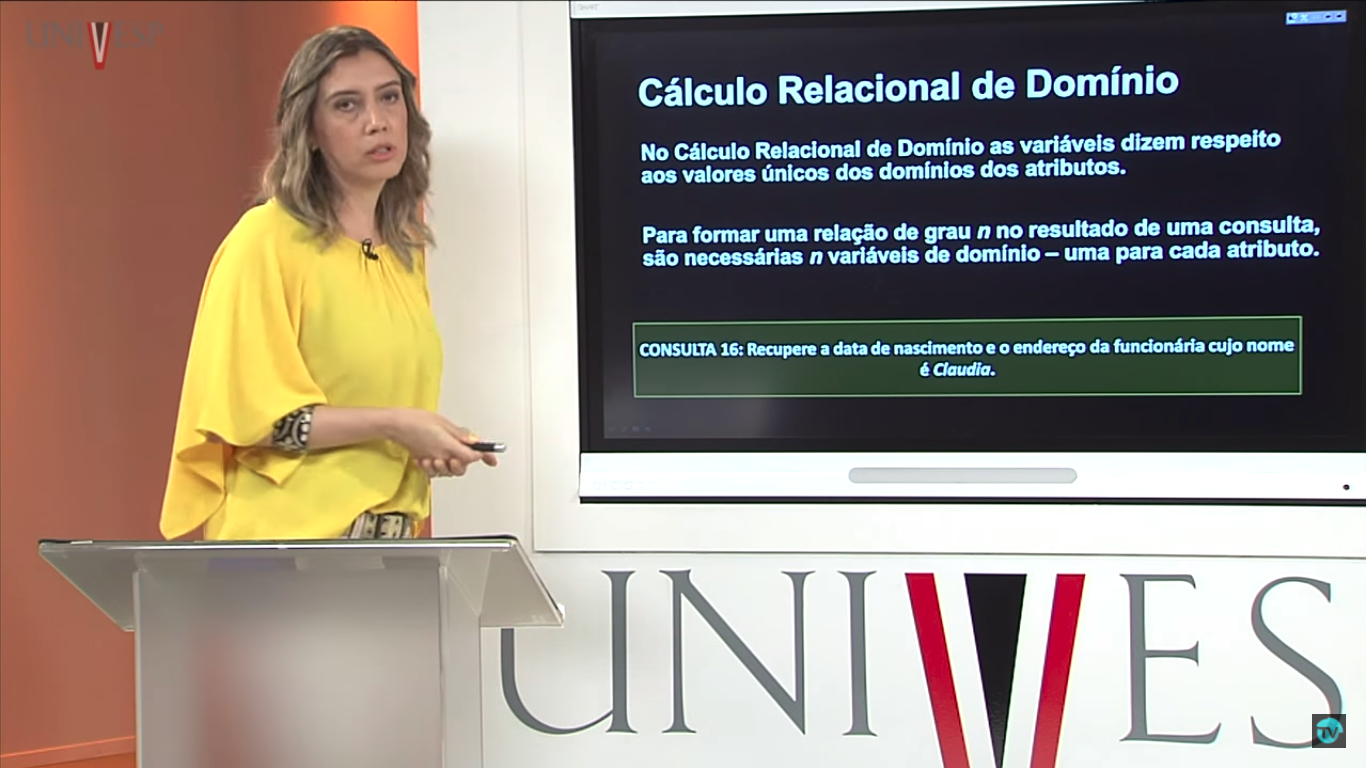 UNIVESP
SMART
Cálculo Relacional de Domínio
No Cálculo Relacional de Domínio as variáveis dizem respeito
aos valores únicos dos domínios dos atributos.
Para formar uma relação de grau n no resultado de uma consulta,
são necessárias n variáveis de domínio – uma para cada atributo.
CONSULTA 16: Recupere a data de nascimento e o endereço da funcionária cujo nome
é Claudia.
UNIVES
TV